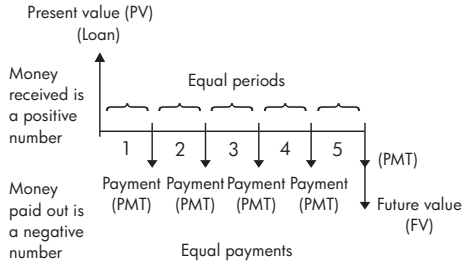 Present value (PV)
(Loan)
Money
received is
a positive
number
Equal periods
1 2 3 4 5
(PMT)
Payment Payment Payment Payment
(PMT) (PMT) (PMT) (PMT)
Money
paid out is
a negative
number
Future value
(FV)
Equal payments